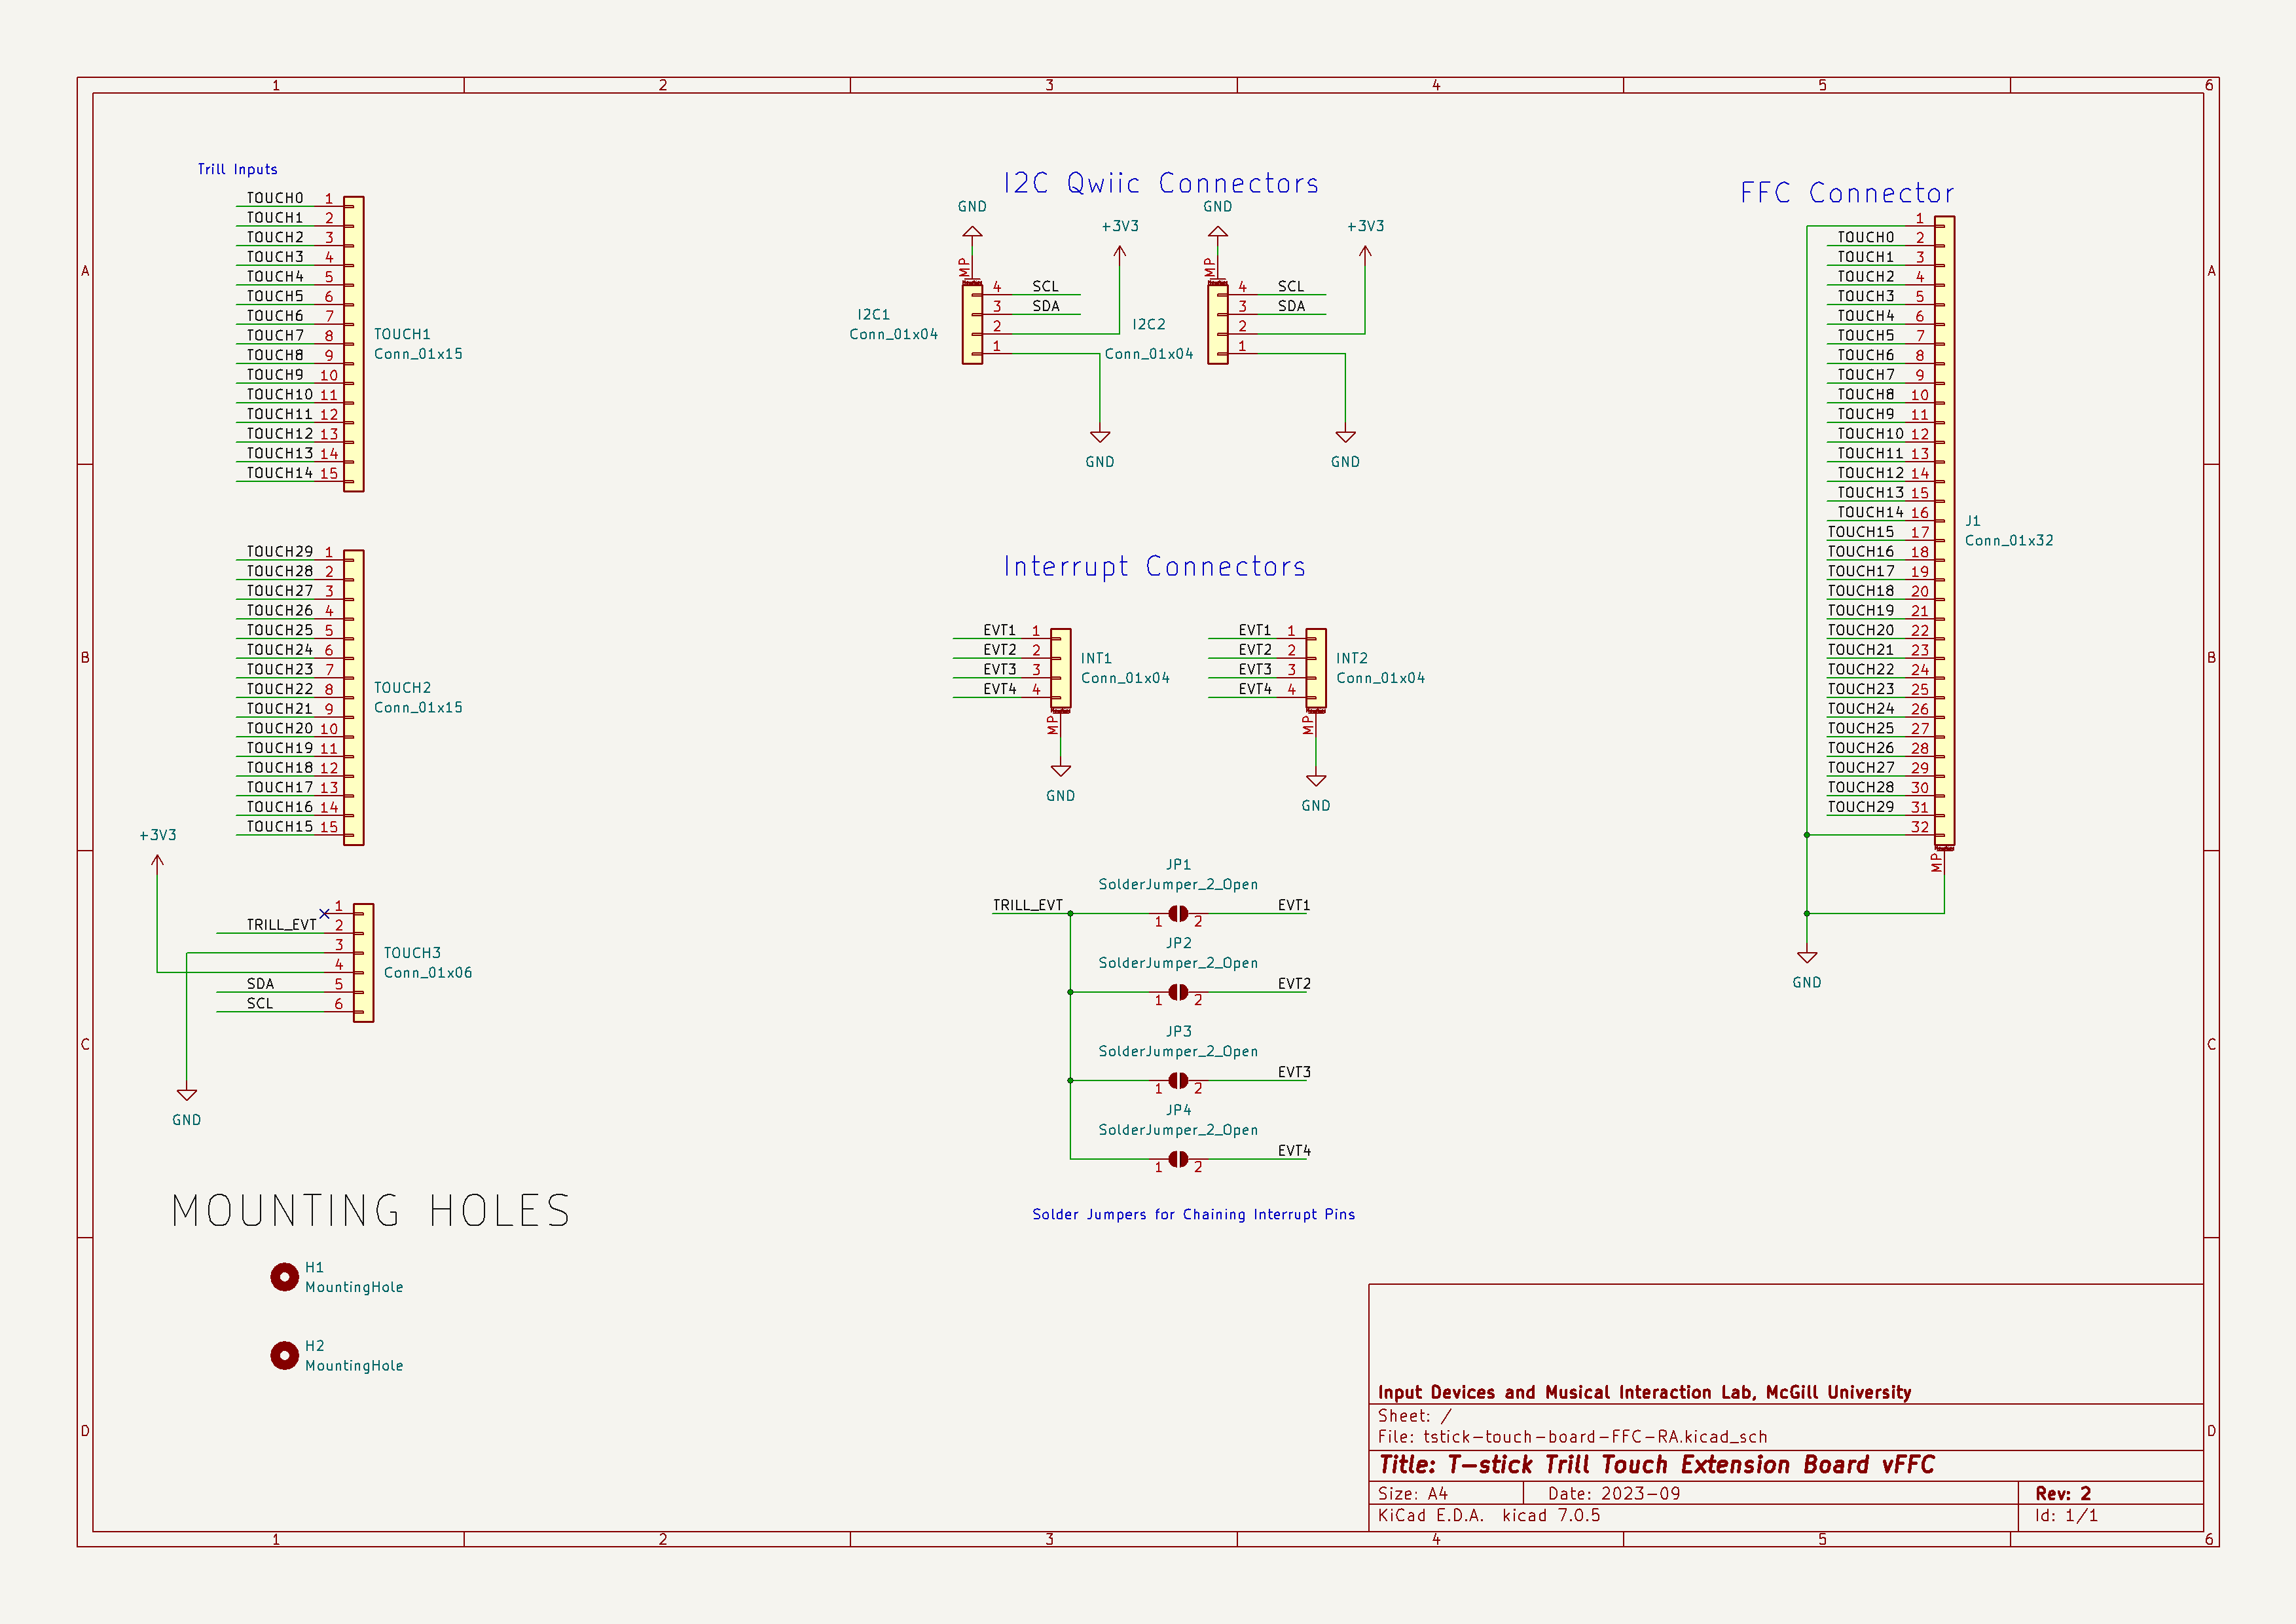 1 2 3 4 5 6
A A
B B
C C
D D
Trill Inputs
TOUCH0 1
TOUCH1 2
TOUCH2 3
TOUCH3 4
TOUCH4 5
TOUCH5 6
TOUCH6 7
TOUCH7 8
TOUCH8 9
TOUCH9 10
TOUCH10 11
TOUCH11 12
TOUCH12 13
TOUCH13 14
TOUCH14 15
TOUCH1
Conn_01x15
TOUCH29 1
TOUCH28 2
TOUCH27 3
TOUCH26 4
TOUCH25 5
TOUCH24 6
TOUCH23 7
TOUCH22 8
TOUCH21 9
TOUCH20 10
TOUCH19 11
TOUCH18 12
TOUCH17 13
TOUCH16 14
TOUCH15 15
TOUCH2
Conn_01x15
+3V3
1
TRILL_EVT 2
3
4
SDA 5
SCL 6
TOUCH3
Conn_01x06
GND
MOUNTING HOLES
H1
MountingHole
H2
MountingHole
I2C Qwiic Connectors
GND
+3V3
MP
4 SCL
3 SDA
2
1
I2C1
Conn_01x04
GND
GND
+3V3
MP
4 SCL
3 SDA
2
1
I2C2
Conn_01x04
GND
Interrupt Connectors
EVT1 1
EVT2 2
EVT3 3
EVT4 4
INT1
Conn_01x04
MP
GND
EVT1 1
EVT2 2
EVT3 3
EVT4 4
INT2
Conn_01x04
MP
GND
JP1
SolderJumper_2_Open
TRILL_EVT 1 2 EVT1
JP2
SolderJumper_2_Open
1 2 EVT2
JP3
SolderJumper_2_Open
1 2 EVT3
JP4
SolderJumper_2_Open
1 2 EVT4
Solder Jumpers for Chaining Interrupt Pins
FFC Connector
1
TOUCH0 2
TOUCH1 3
TOUCH2 4
TOUCH3 5
TOUCH4 6
TOUCH5 7
TOUCH6 8
TOUCH7 9
TOUCH8 10
TOUCH9 11
TOUCH10 12
TOUCH11 13
TOUCH12 14
TOUCH13 15
TOUCH14 16
TOUCH15 17
TOUCH16 18
TOUCH17 19
TOUCH18 20
TOUCH19 21
TOUCH20 22
TOUCH21 23
TOUCH22 24
TOUCH23 25
TOUCH24 26
TOUCH25 27
TOUCH26 28
TOUCH27 29
TOUCH28 30
TOUCH29 31
32
J1
Conn_01x32
MP
GND
Input Devices and Musical Interaction Lab, McGill University
Sheet: /
File: tstick-touch-board-FFC-RA.kicad_sch
Title: T-stick Trill Touch Extension Board vFFC
Size: A4 Date: 2023-09 Rev: 2
KiCad E.D.A. kicad 7.0.5 Id: 1/1
1 2 3 4 5 6